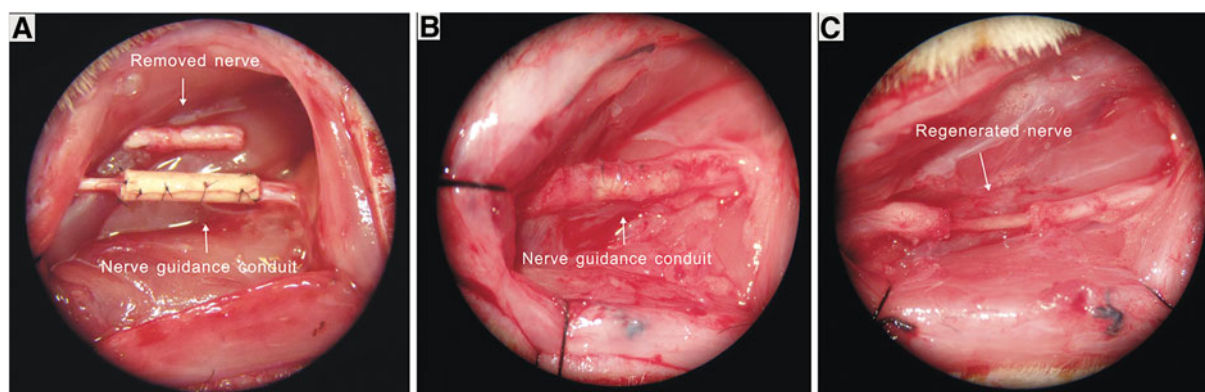 A
Removed nerve
Nerve guidance conduit
B
Nerve guidance conduit
C
Regenerated nerve